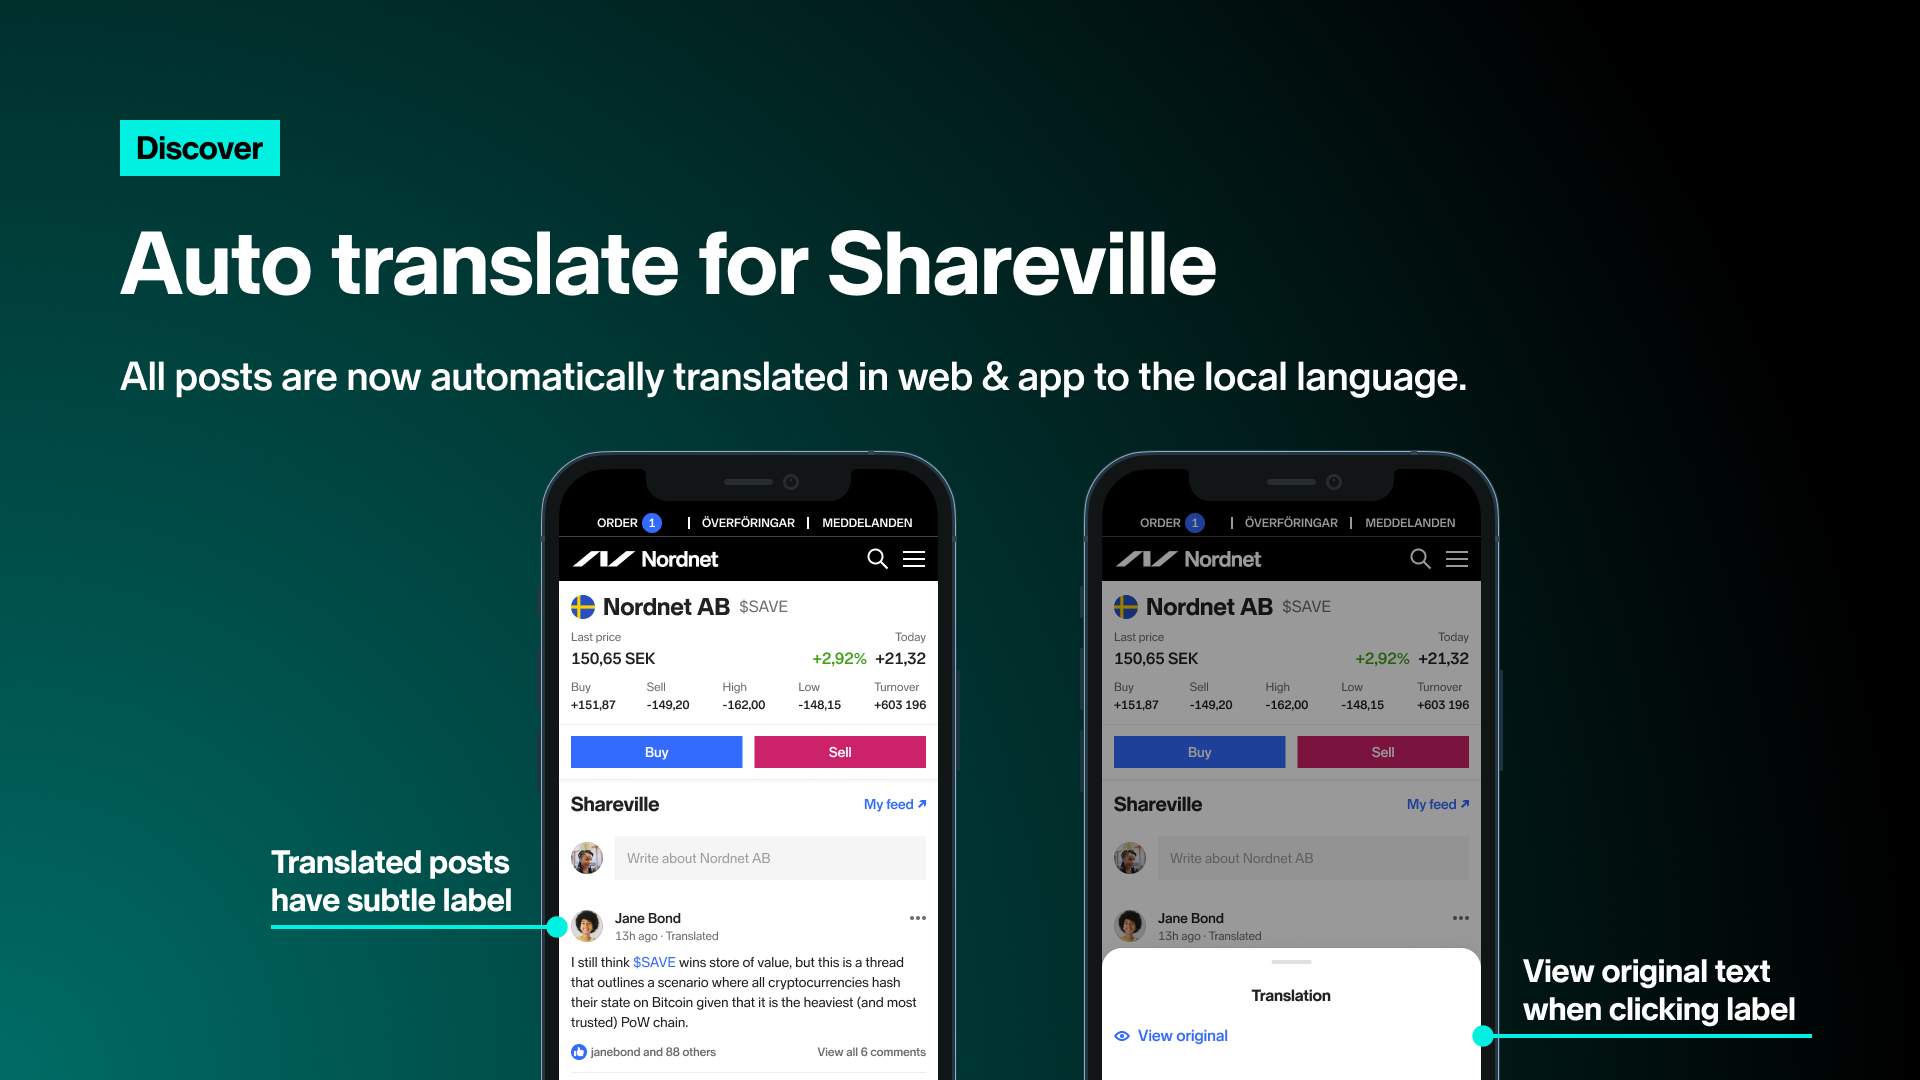 Discover
Auto translate for Shareville
All posts are now automatically translated in web & app to the local language.
ORDER 1 | ÖVERFÖRINGAR | MEDDELANDEN
Nordnet
Nordnet AB $SAVE
Last price Today
150,65 SEK +2,92% +21,32
Buy Sell High Low Turnover
+151,87 -149,20 -162,00 -148,15 +603 196
Buy Sell
Shareville My feed
Write about Nordnet AB
Jane Bond
13h ago · Translated
I still think $SAVE wins store of value, but this is a thread
that outlines a scenario where all cryptocurrencies hash
their state on Bitcoin given that it is the heaviest (and most
trusted) PoW chain.
janebond and 88 others View all 6 comments
Translated posts
have subtle label
ORDER 1 | ÖVERFÖRINGAR | MEDDELANDEN
Nordnet
Nordnet AB $SAVE
Last price Today
150,65 SEK +2,92% +21,32
Buy Sell High Low Turnover
+151,87 -149,20 -162,00 -148,15 +603 196
Buy Sell
Shareville My feed
Write about Nordnet AB
Jane Bond
13h ago · Translated
Translation
View original
View original text
when clicking label